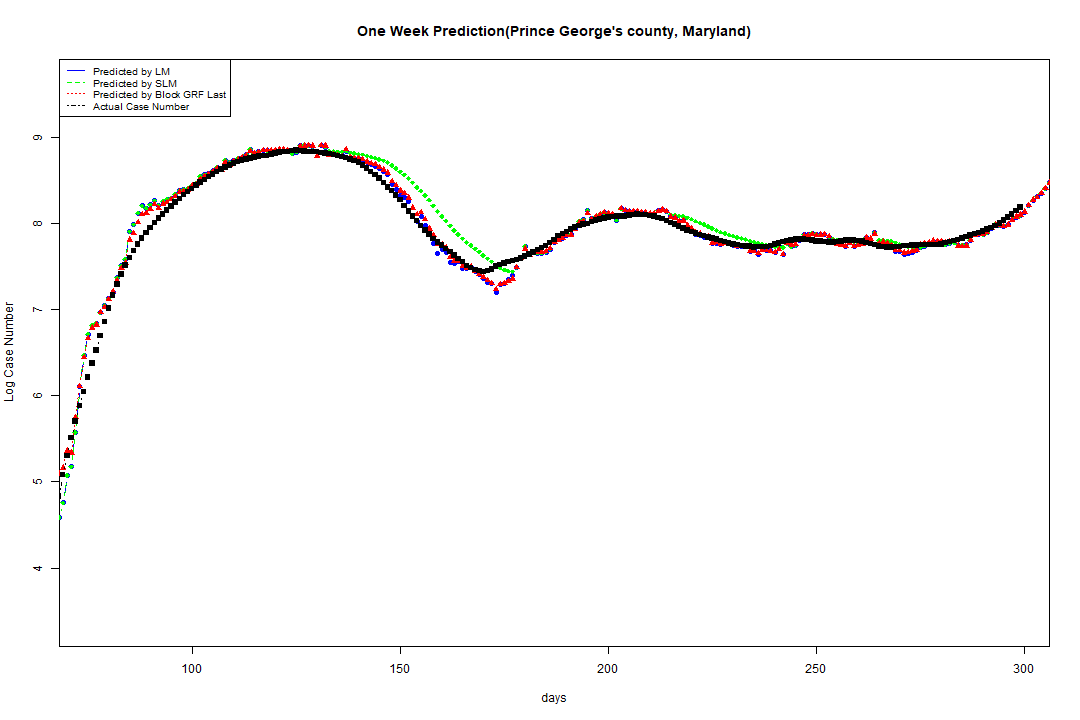 One Week Prediction(Prince George's county, Maryland)
Predicted by LM
Predicted by SLM
Predicted by Block GRF Last
Actual Case Number
Log Case Number
9
8
7
6
5
4
100 150 200 250 300
days